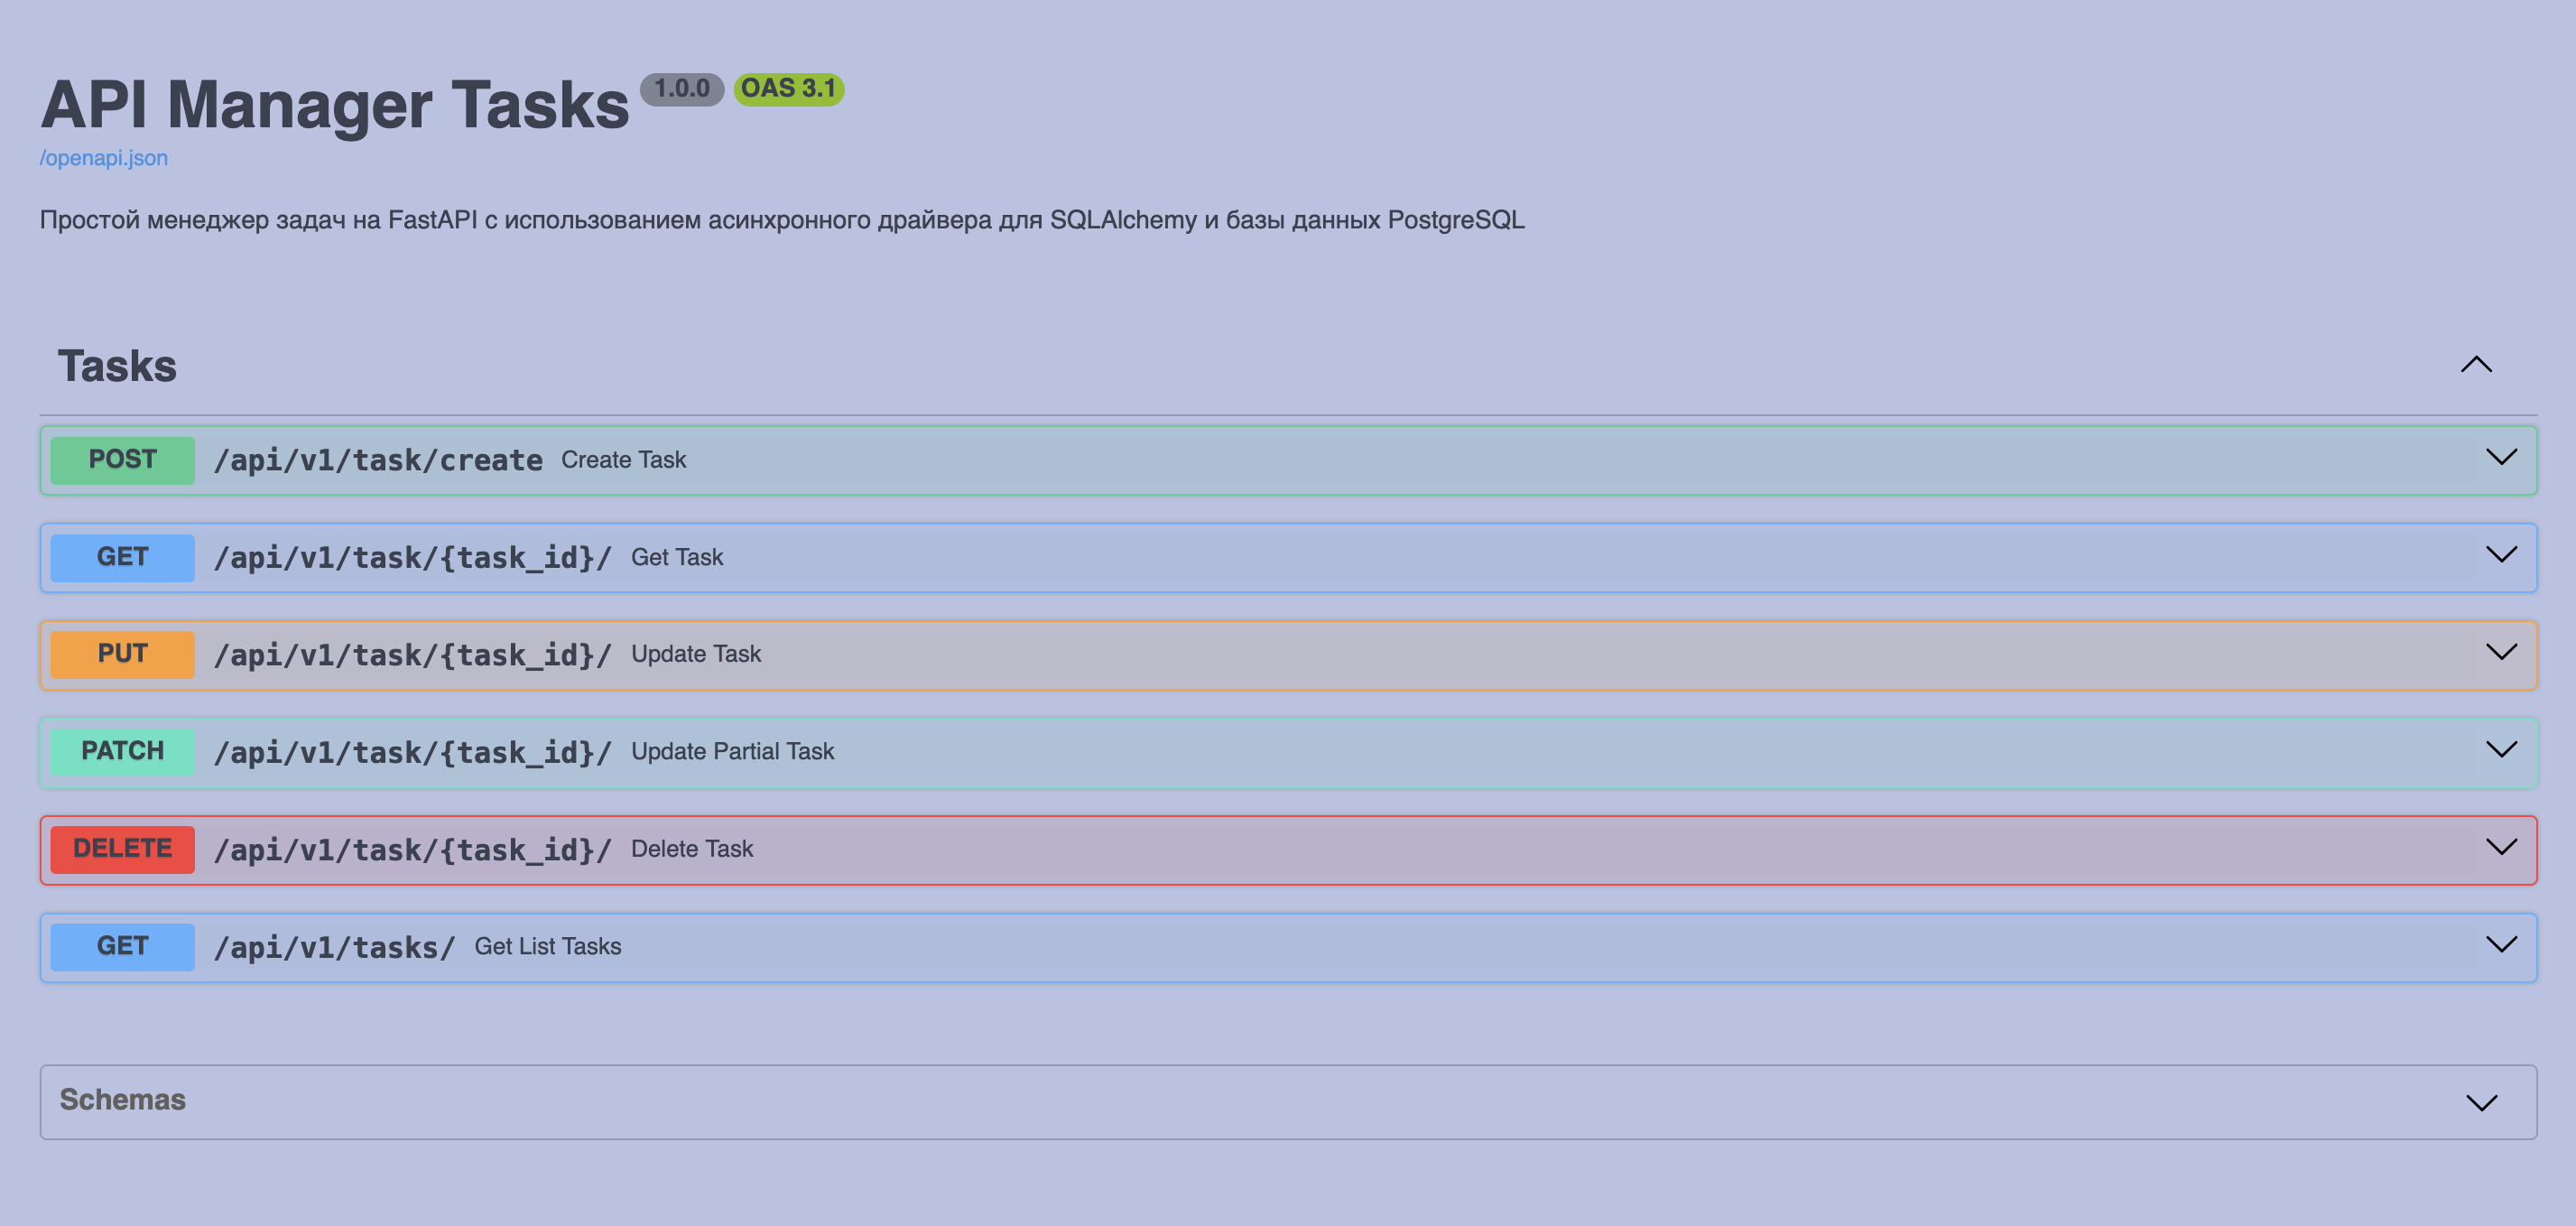 API Manager Tasks 1.0.0 OAS 3.1
/openapi.json
Простой менеджер задач на FastAPI с использованием асинхронного драйвера для SQLAlchemy и базы данных PostgreSQL
Tasks
POST /api/v1/task/create Create Task
GET /api/v1/task/{task_id}/ Get Task
PUT /api/v1/task/{task_id}/ Update Task
PATCH /api/v1/task/{task_id}/ Update Partial Task
DELETE /api/v1/task/{task_id}/ Delete Task
GET /api/v1/tasks/ Get List Tasks
Schemas